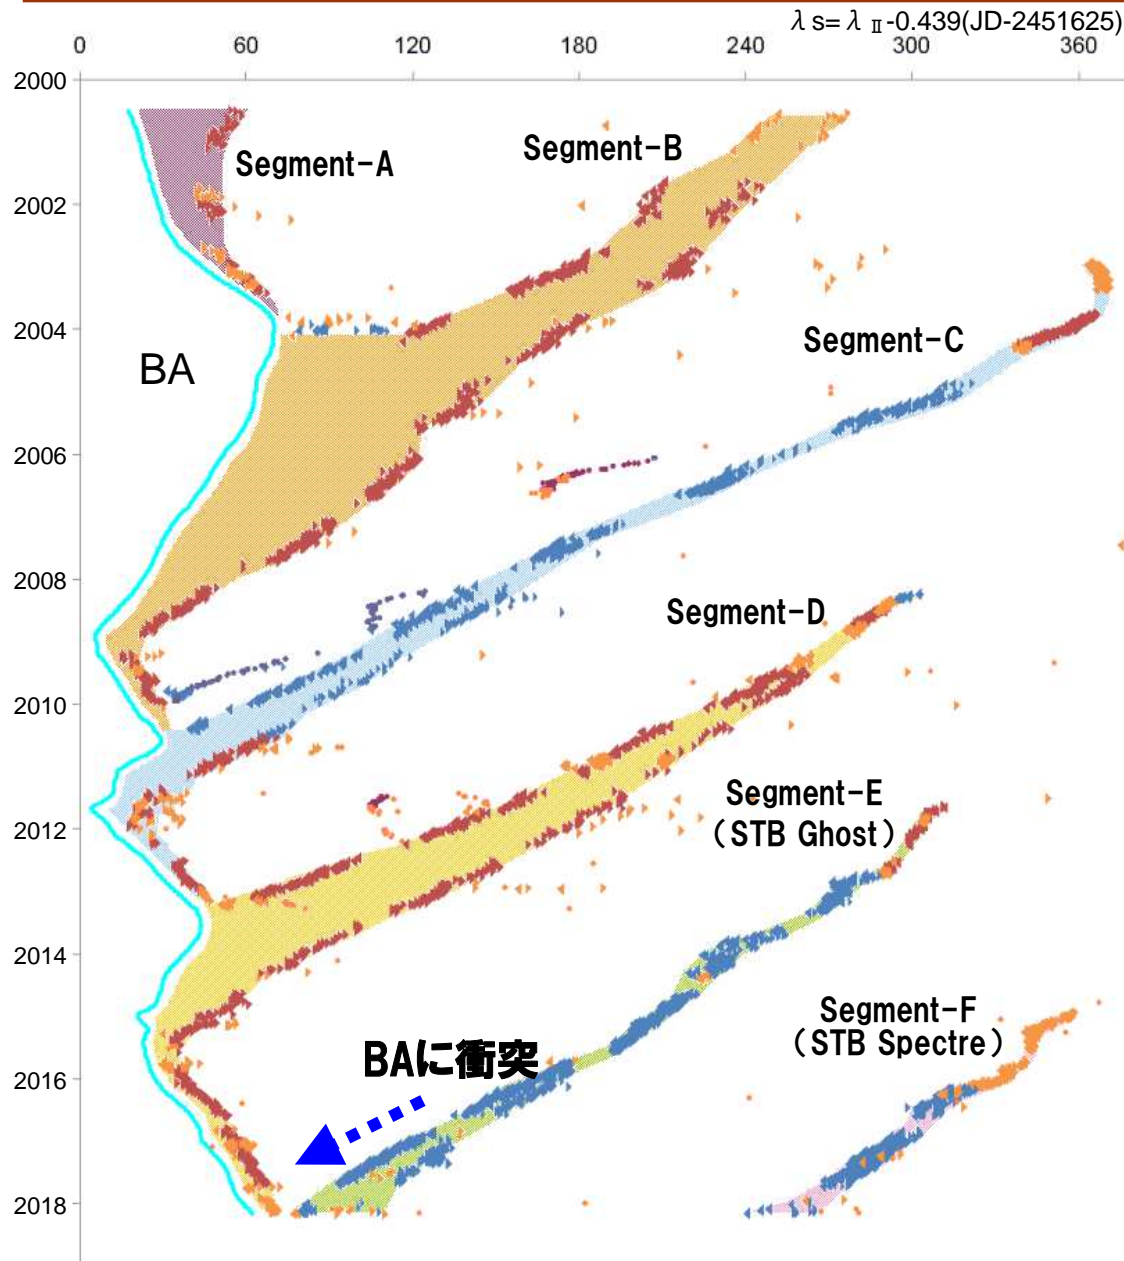 λs=λⅡ-0.439(JD-2451625)
0 60 120 180 240 300 360
2000
Segment-B
Segment-A
2002
2004
Segment-C
BA
2006
2008
Segment-D
2010
Segment-E
2012
（STB Ghost）
2014
Segment-F
（STB Spectre）
BAに衝突
2016
2018